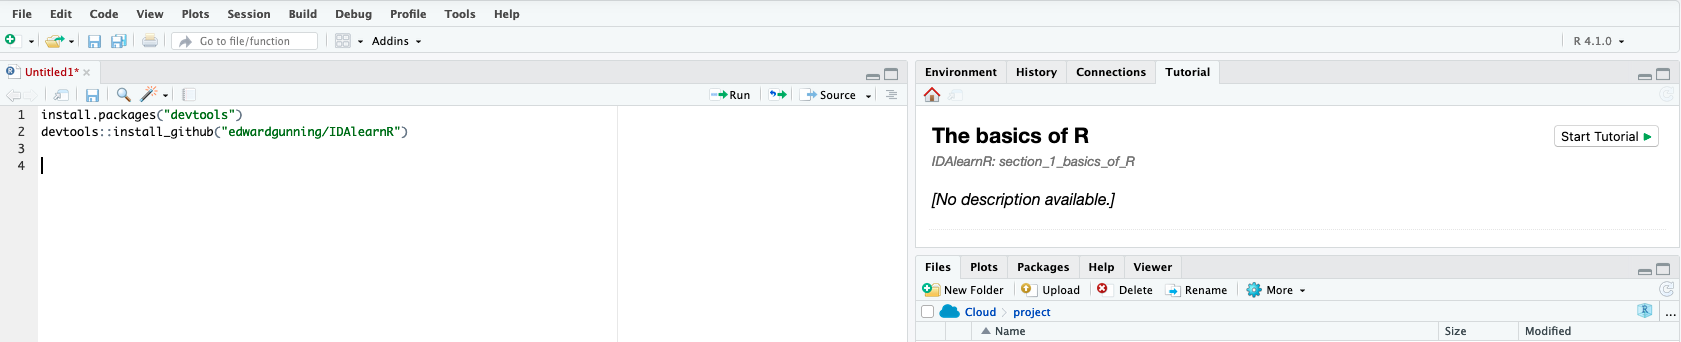 File Edit Code View Plots Session Build Debug Profile Tools Help
Go to file/function Addins R 4.1.0
Untitled1*
Run Source
1 install.packages("devtools")
2 devtools::install_github("edwardgunning/IDAlearnR")
3
4
Environment History Connections Tutorial
The basics of R Start Tutorial
IDAlearnR: section_1_basics_of_R
[No description available.]
Files Plots Packages Help Viewer
New Folder Upload Delete Rename More
Cloud project R ...
Name Size Modified